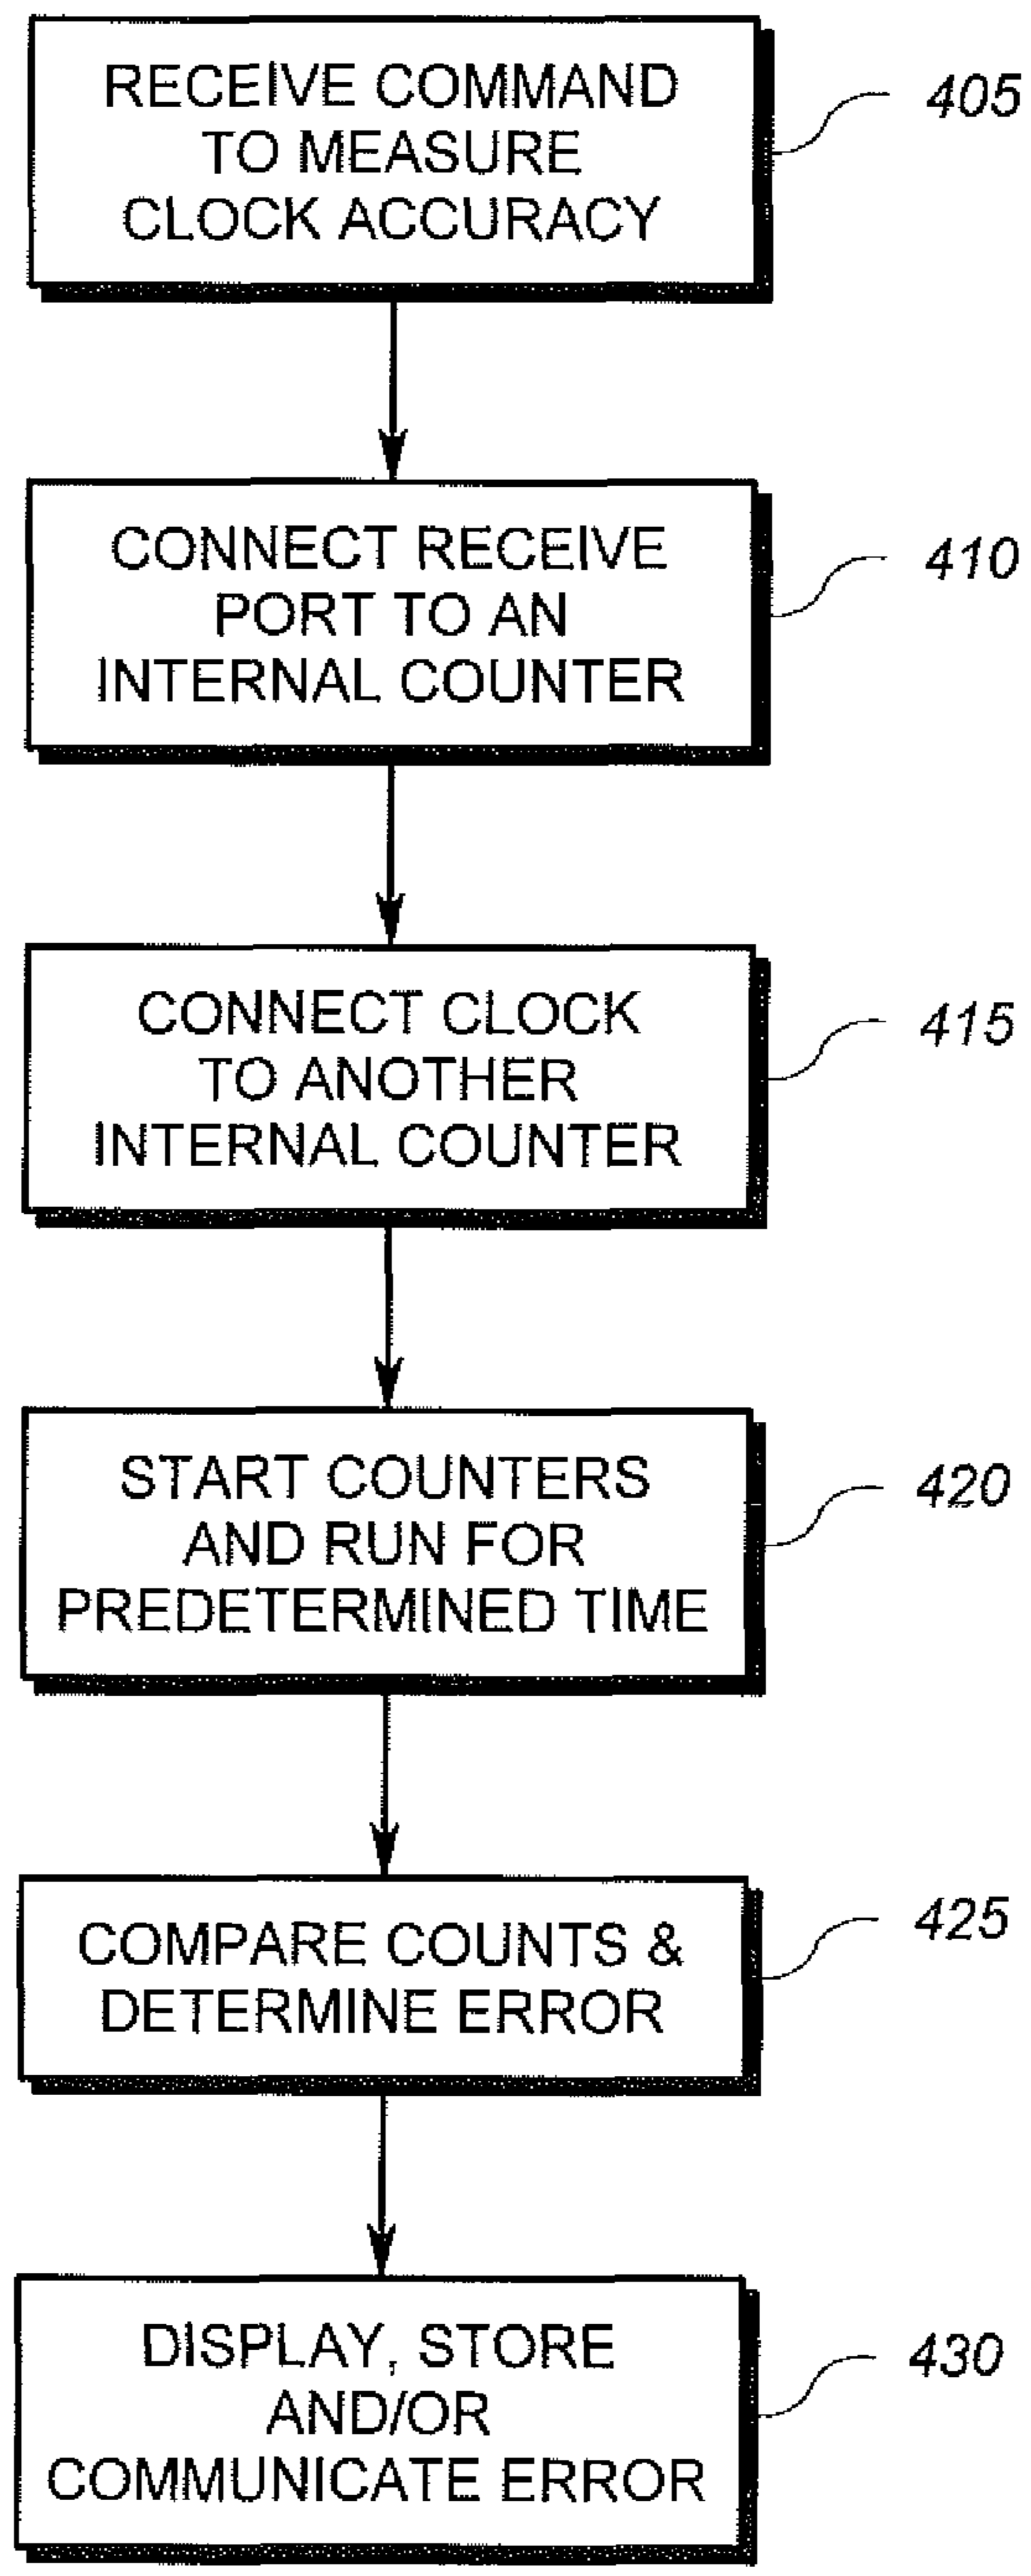 RECEIVE COMMAND
TO MEASURE
CLOCK ACCURACY
405
CONNECT RECEIVE
PORT TO AN
INTERNAL COUNTER
410
CONNECT CLOCK
TO ANOTHER
INTERNAL COUNTER
415
START COUNTERS
AND RUN FOR
PREDETERMINED TIME
420
COMPARE COUNTS &
DETERMINE ERROR
425
DISPLAY, STORE
AND/OR
COMMUNICATE ERROR
430